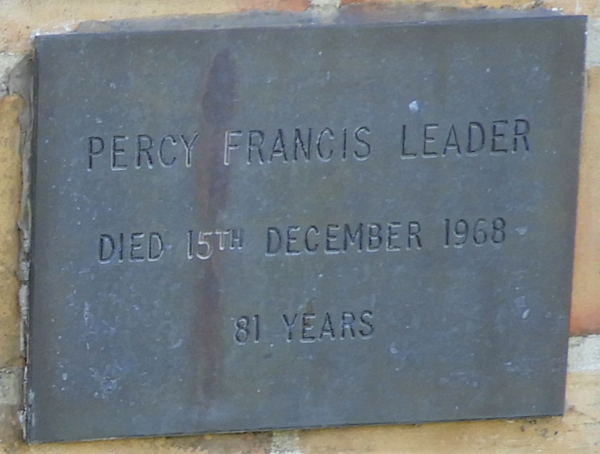 PERCY FRANCIS LEADER
DIED 15TH DECEMBER 1968
81 YEARS